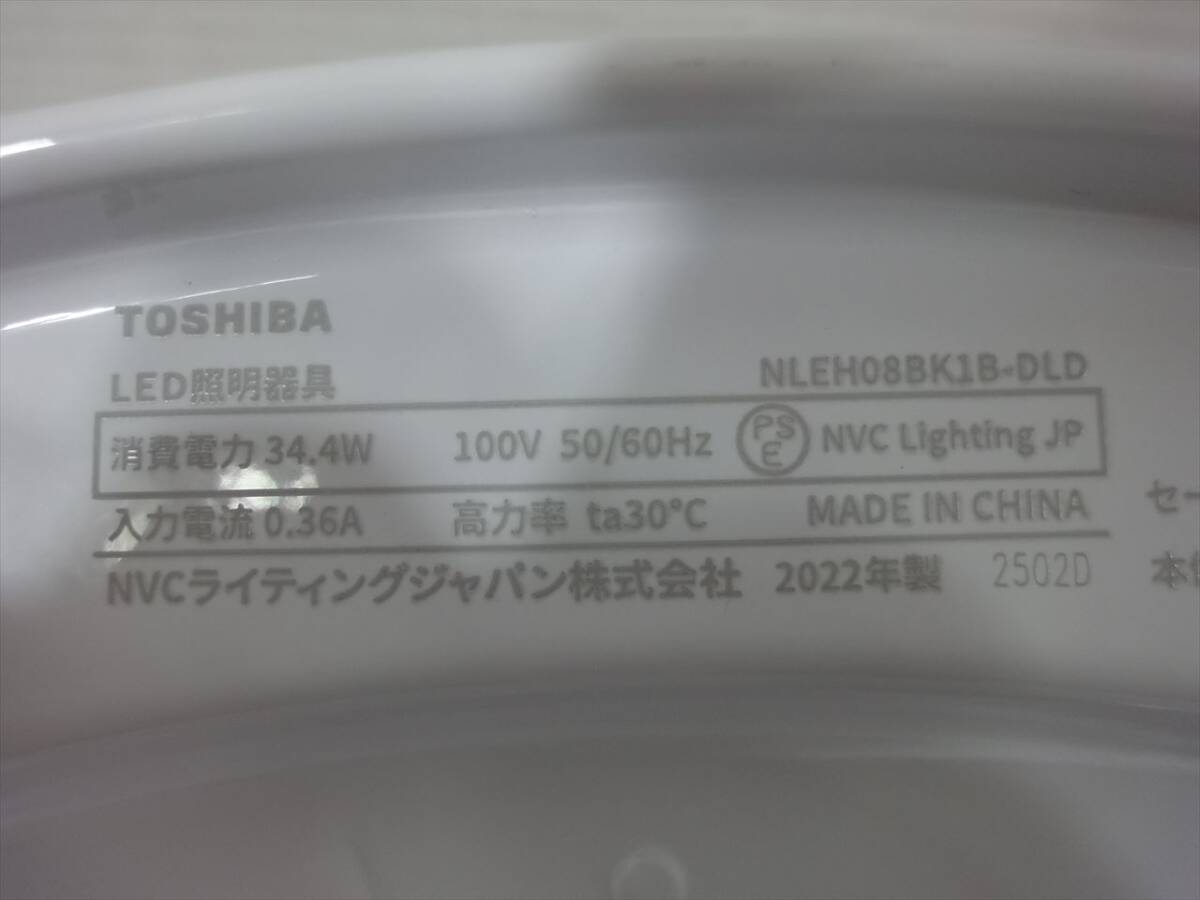 TOSHIBA
LED照明器具 NLEH08BK1B-DLD
消費電力 34.4W 100V 50/60Hz PSE NVC Lighting JP
入力電流 0.36A 高力率 ta30°C MADE IN CHINA
NVCライティングジャパン株式会社 2022年製 2502D
セー
本